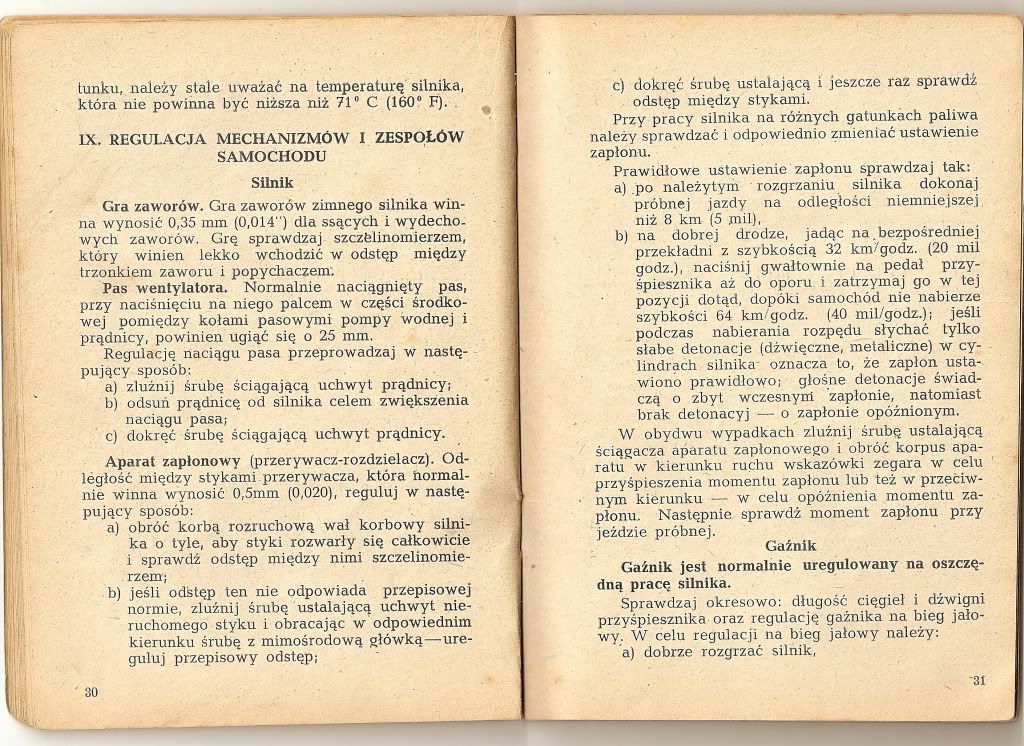 tunku, należy stale uważać na temperaturę silnika,
która nie powinna być niższa niż 71° C (160° F).
IX. REGULACJA MECHANIZMÓW I ZESPOŁÓW
SAMOCHODU
Silnik
Gra zaworów. Gra zaworów zimnego silnika win-
na wynosić 0,35 mm (0,014") dla ssących i wydecho-
wych zaworów. Grę sprawdzaj szczelinomierzem,
który winien lekko wchodzić w odstęp między
trzonkiem zaworu i popychaczem.
Pas wentylatora. Normalnie naciągnięty pas,
przy naciśnięciu na niego palcem w części środko-
wej pomiędzy kołami pasowymi pompy wodnej i
prądnicy, powinien ugiąć się o 25 mm.
Regulację naciągu pasa przeprowadzaj w nastę-
pujący sposób:
a) zluźnij śrubę ściągającą uchwyt prądnicy;
b) odsuń prądnicę od silnika celem zwiększenia
naciągu pasa;
c) dokręć śrubę ściągającą uchwyt prądnicy.
Aparat zapłonowy (przerywacz-rozdzielacz). Od-
ległość między stykami przerywacza, która normal-
nie winna wynosić 0,5mm (0,020), reguluj w nastę-
pujący sposób:
a) obróć korbą rozruchową wał korbowy silni-
ka o tyle, aby styki rozwarły się całkowicie
i sprawdź odstęp między nimi szczelinomie-
rzem;
b) jeśli odstęp ten nie odpowiada przepisowej
normie, zluźnij śrubę ustalającą uchwyt nie-
ruchomego styku i obracając w odpowiednim
kierunku śrubę z mimośrodową główką—ure-
guluj przepisowy odstęp;
30
c) dokręć śrubę ustalającą i jeszcze raz sprawdź
odstęp między stykami.
Przy pracy silnika na różnych gatunkach paliwa
należy sprawdzać i odpowiednio zmieniać ustawienie
zapłonu.
Prawidłowe ustawienie zapłonu sprawdzaj tak:
a) po należytym rozgrzaniu silnika dokonaj
próbnej jazdy na odległości niemniejszej
niż 8 km (5 mil),
b) na dobrej drodze, jadąc na bezpośredniej
przekładni z szybkością 32 km/godz. (20 mil
godz.), naciśnij gwałtownie na pedał przy-
śpiesznika aż do oporu i zatrzymaj go w tej
pozycji dotąd, dopóki samochód nie nabierze
szybkości 64 km/godz. (40 mil/godz.); jeśli
podczas nabierania rozpędu słychać tylko
słabe detonacje (dźwięczne, metaliczne) w cy-
lindrach silnika oznacza to, że zapłon usta-
wiono prawidłowo; głośne detonacje świad-
czą o zbyt wczesnym zapłonie, natomiast
brak detonacyj — o zapłonie opóźnionym.
W obydwu wypadkach zluźnij śrubę ustalającą
ściągacza aparatu zapłonowego i obróć korpus apa-
ratu w kierunku ruchu wskazówki zegara w celu
przyśpieszenia momentu zapłonu lub też w przeciw-
nym kierunku — w celu opóźnienia momentu za-
płonu. Następnie sprawdź moment zapłonu przy
jeździe próbnej.
Gaźnik
Gaźnik jest normalnie uregulowany na oszczę-
dną pracę silnika.
Sprawdzaj okresowo: długość cięgieł i dźwigni
przyśpiesznika oraz regulację gaźnika na bieg jało-
wy. W celu regulacji na bieg jałowy należy:
a) dobrze rozgrzać silnik,
31